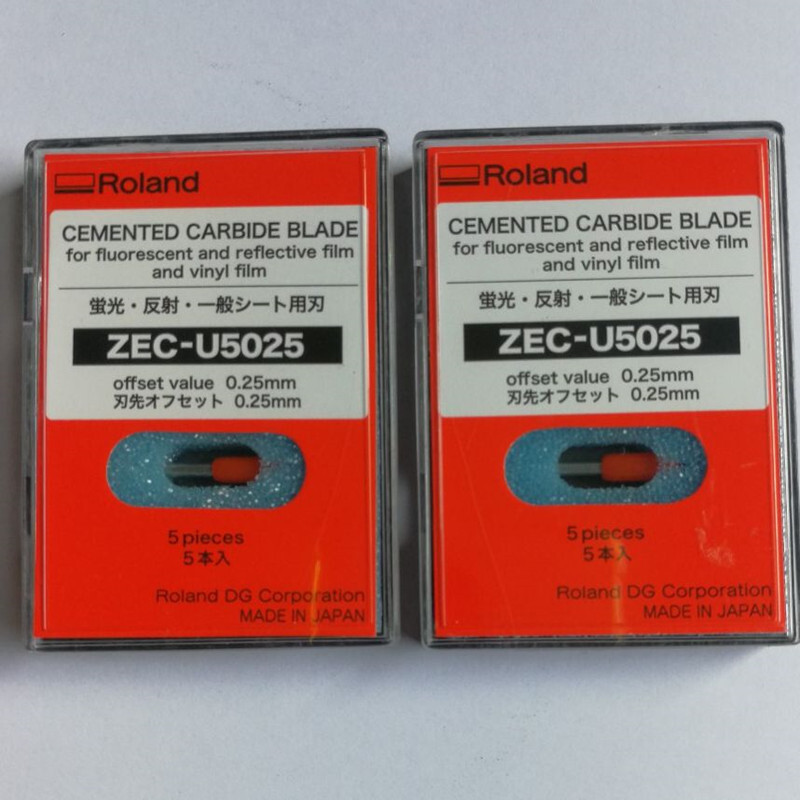 Roland
CEMENTED CARBIDE BLADE
for fluorescent and reflective film
and vinyl film
蛍光・反射・一般シート用刃
ZEC-U5025
offset value 0.25mm
刃先オフセット 0.25mm
5 pieces
5本入
Roland DG Corporation
MADE IN JAPAN
Roland
CEMENTED CARBIDE BLADE
for fluorescent and reflective film
and vinyl film
蛍光・反射・一般シート用刃
ZEC-U5025
offset value 0.25mm
刃先オフセット 0.25mm
5 pieces
5本入
Roland DG Corporation
MADE IN JAPAN